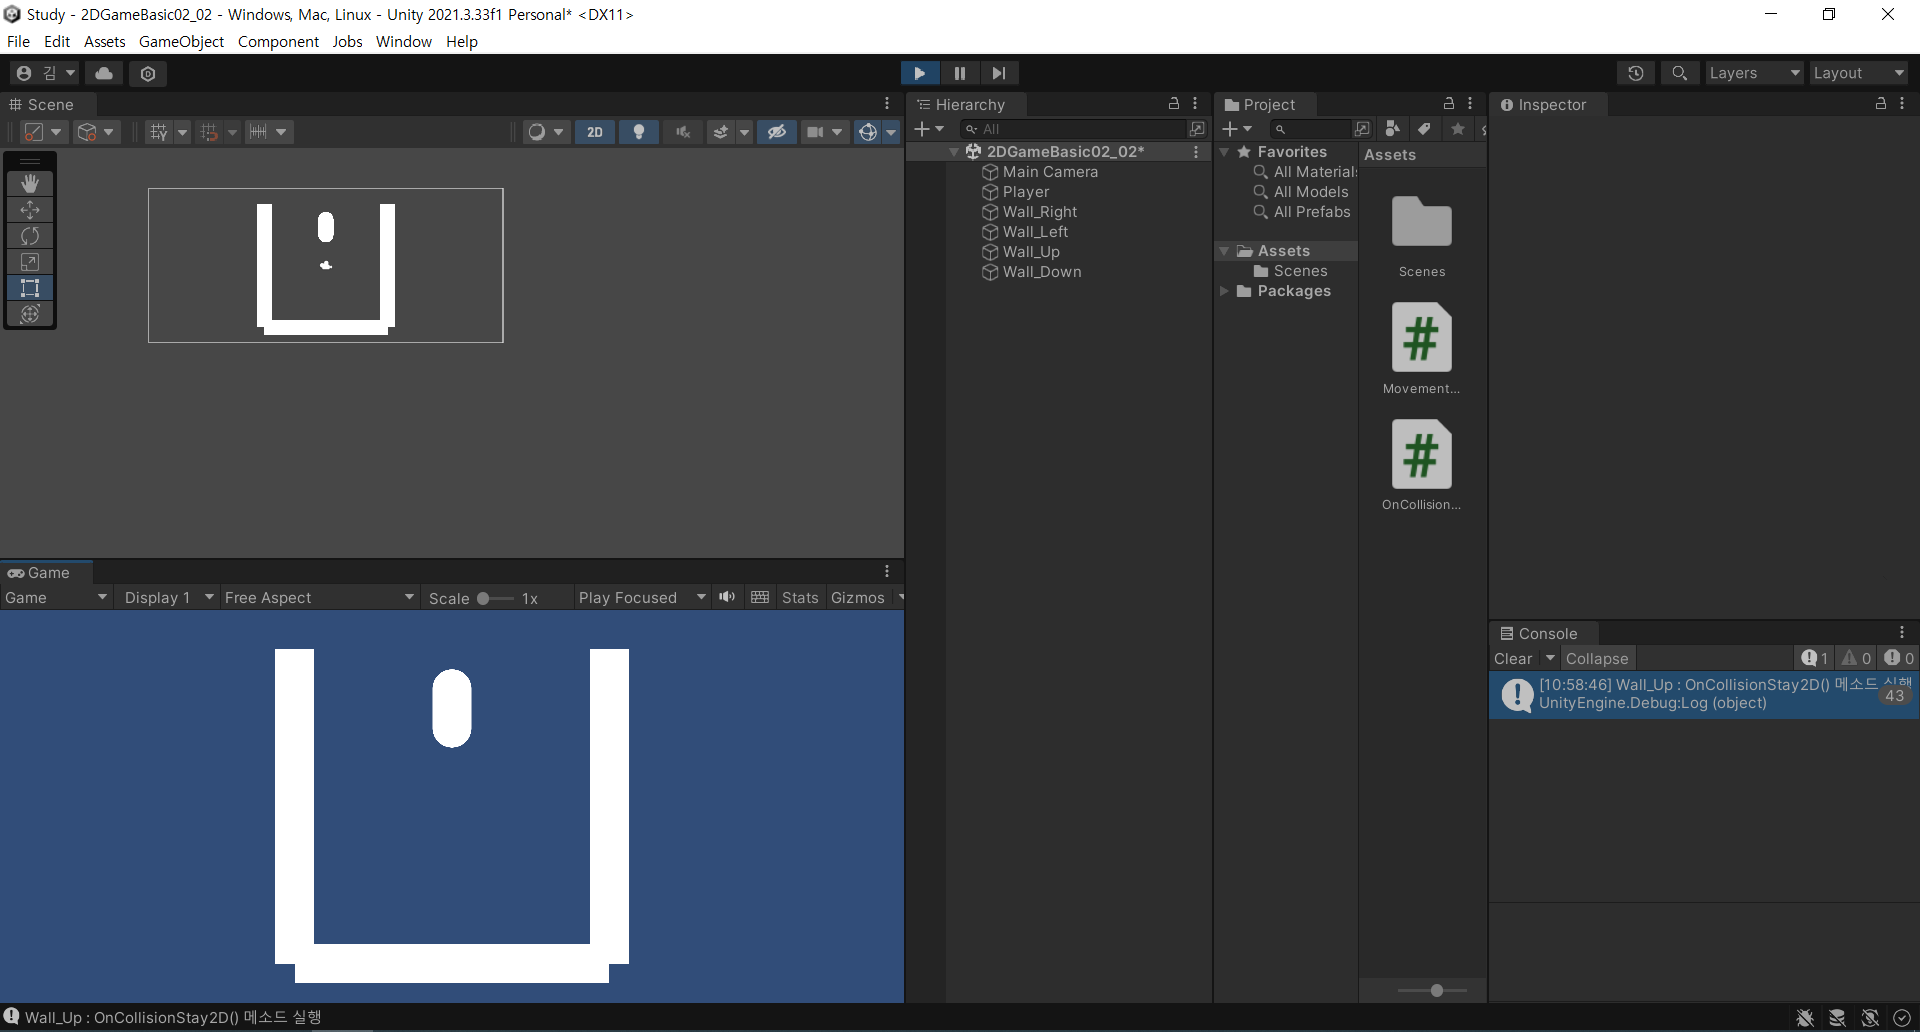 Study - 2DGameBasic02_02 - Windows, Mac, Linux - Unity 2021.3.33f1 Personal* <DX11>
File Edit Assets GameObject Component Jobs Window Help
김 Layers Layout
Scene
2D
Game
Game Display 1 Free Aspect Scale 1x Play Focused Stats Gizmos
Hierarchy
All
2DGameBasic02_02*
Main Camera
Player
Wall_Right
Wall_Left
Wall_Up
Wall_Down
Project
Favorites
All Materials
All Models
All Prefabs
Assets
Scenes
Packages
Assets
Scenes
Movement...
OnCollision...
Inspector
Console
Clear Collapse 1 0 0
[10:58:46] Wall_Up : OnCollisionStay2D() 메소드 실행
UnityEngine.Debug:Log (object)
43
Wall_Up : OnCollisionStay2D() 메소드 실행